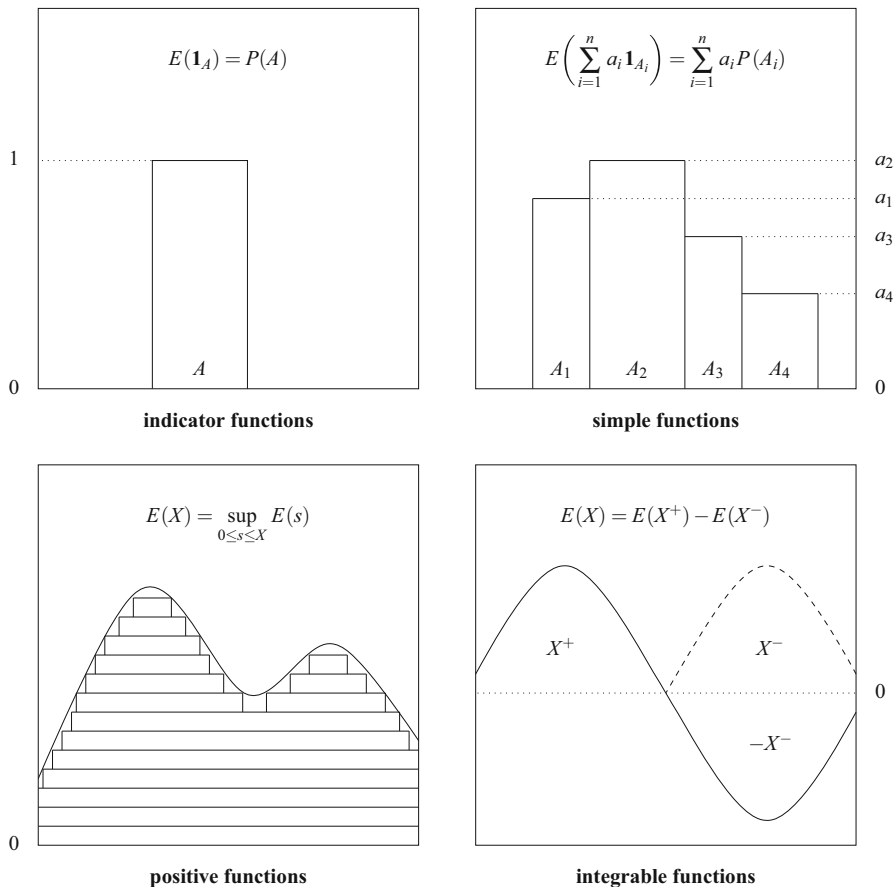 E(𝟏_A) = P(A)
1
A
0
indicator functions
E(∑_{i=1}^{n} a_i 𝟏_{A_i}) = ∑_{i=1}^{n} a_i P(A_i)
a_2
a_1
a_3
a_4
A_1 A_2 A_3 A_4
0
simple functions
E(X) = sup_{0≤s≤X} E(s)
0
positive functions
E(X) = E(X^+) − E(X^−)
X^+ X^−
0
−X^−
integrable functions